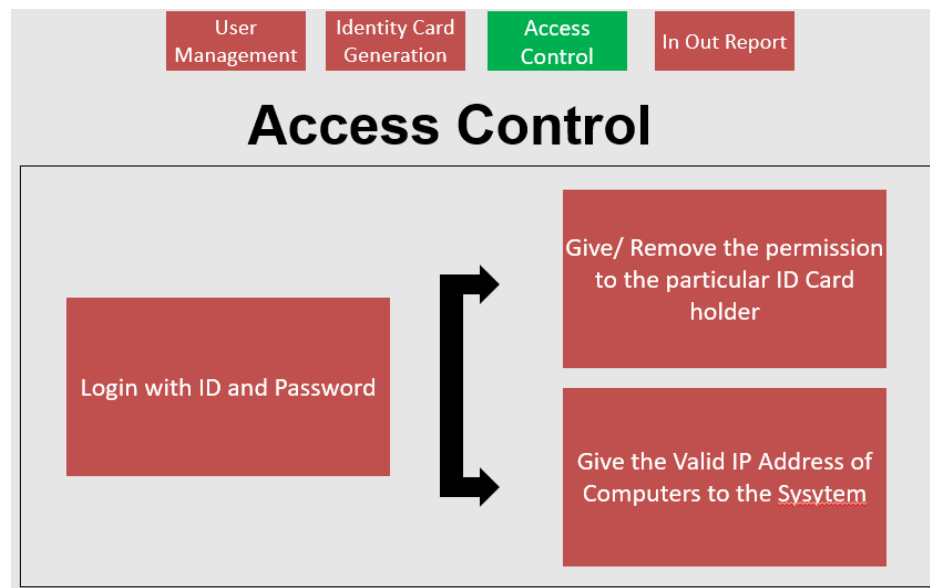 User
Management
Identity Card
Generation
Access
Control
In Out Report
Access Control
Login with ID and Password
Give/ Remove the permission
to the particular ID Card
holder
Give the Valid IP Address of
Computers to the Sysytem